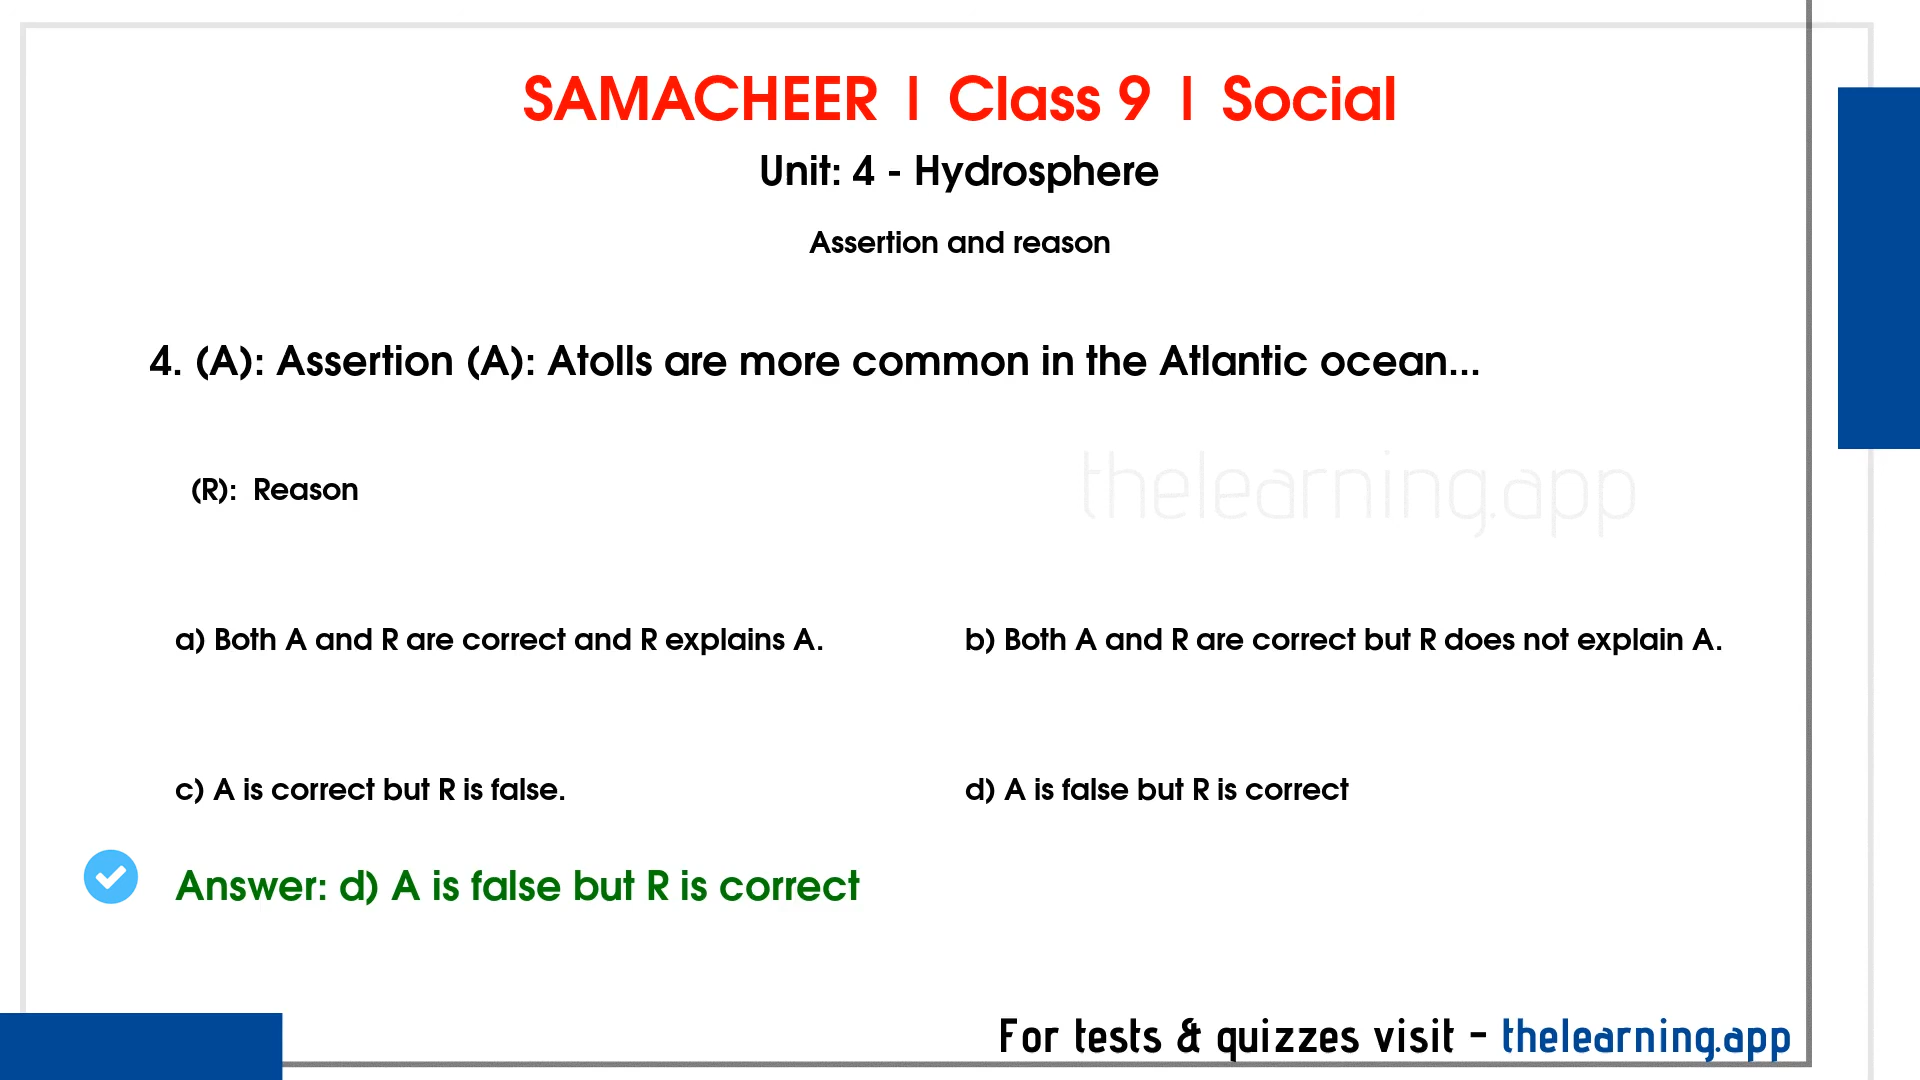 SAMACHEER | Class 9 | Social
Unit: 4 - Hydrosphere
Assertion and reason
4. (A): Assertion (A): Atolls are more common in the Atlantic ocean...
(R): Reason
thelearning.app
a) Both A and R are correct and R explains A.
b) Both A and R are correct but R does not explain A.
c) A is correct but R is false.
d) A is false but R is correct
Answer: d) A is false but R is correct
For tests & quizzes visit - thelearning.app